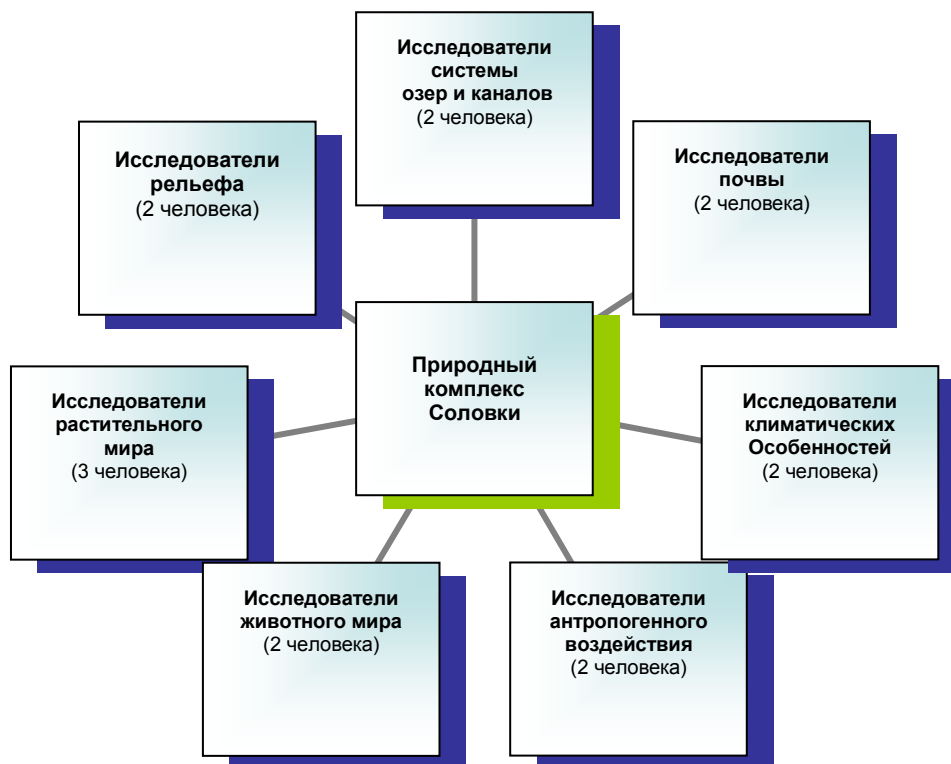 Исследователи
системы
озер и каналов
(2 человека)
Исследователи
рельефа
(2 человека)
Исследователи
почвы
(2 человека)
Природный
комплекс
Соловки
Исследователи
растительного
мира
(3 человека)
Исследователи
климатических
Особенностей
(2 человека)
Исследователи
животного мира
(2 человека)
Исследователи
антропогенного
воздействия
(2 человека)